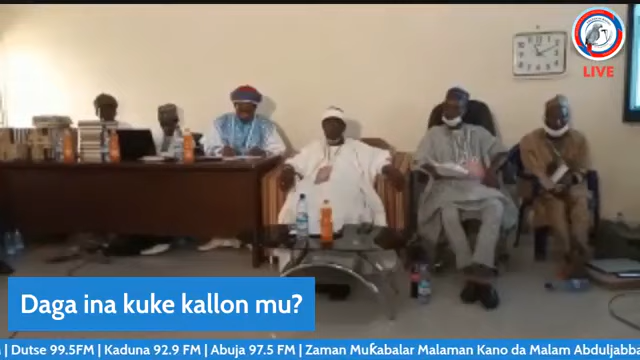 LIVE
Daga ina kuke kallon mu?
| Dutse 99.5FM | Kaduna 92.9 FM | Abuja 97.5 FM | Zaman Muƙabalar Malaman Kano da Malam Abduljabba